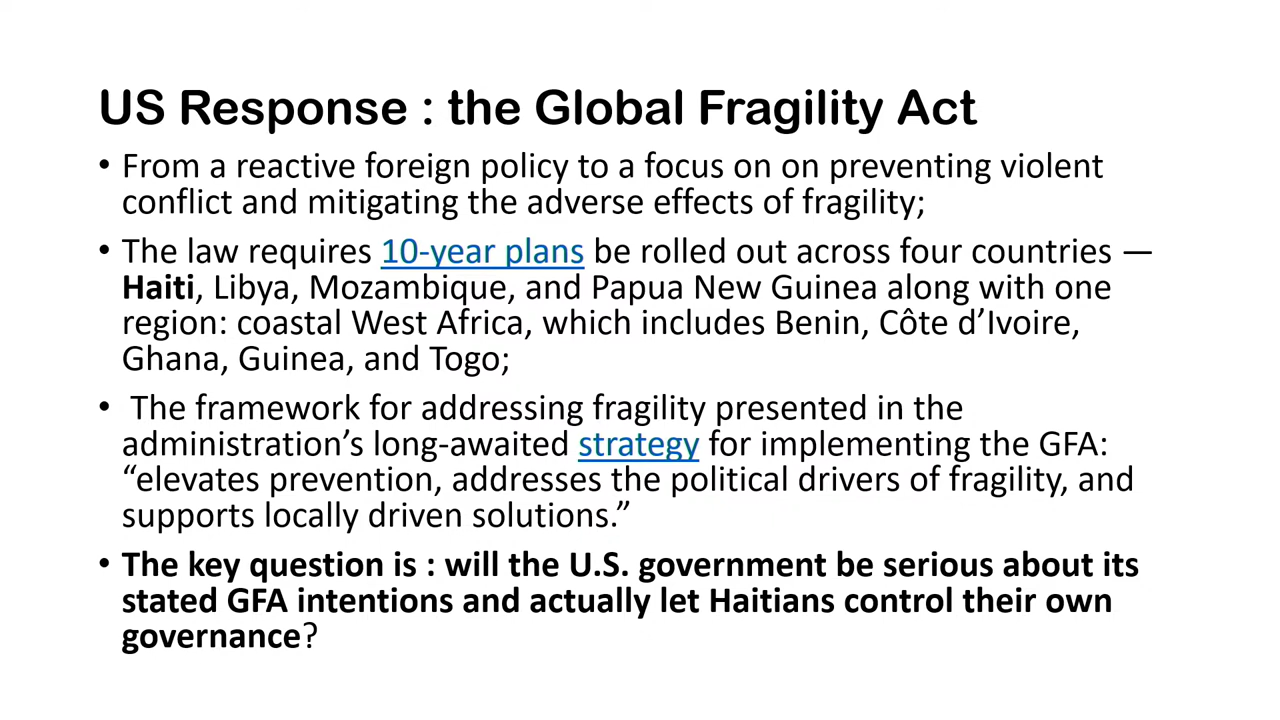 US Response : the Global Fragility Act
• From a reactive foreign policy to a focus on on preventing violent
conflict and mitigating the adverse effects of fragility;
• The law requires 10-year plans be rolled out across four countries —
Haiti, Libya, Mozambique, and Papua New Guinea along with one
region: coastal West Africa, which includes Benin, Côte d’Ivoire,
Ghana, Guinea, and Togo;
• The framework for addressing fragility presented in the
administration’s long-awaited strategy for implementing the GFA:
“elevates prevention, addresses the political drivers of fragility, and
supports locally driven solutions.”
• The key question is : will the U.S. government be serious about its
stated GFA intentions and actually let Haitians control their own
governance?